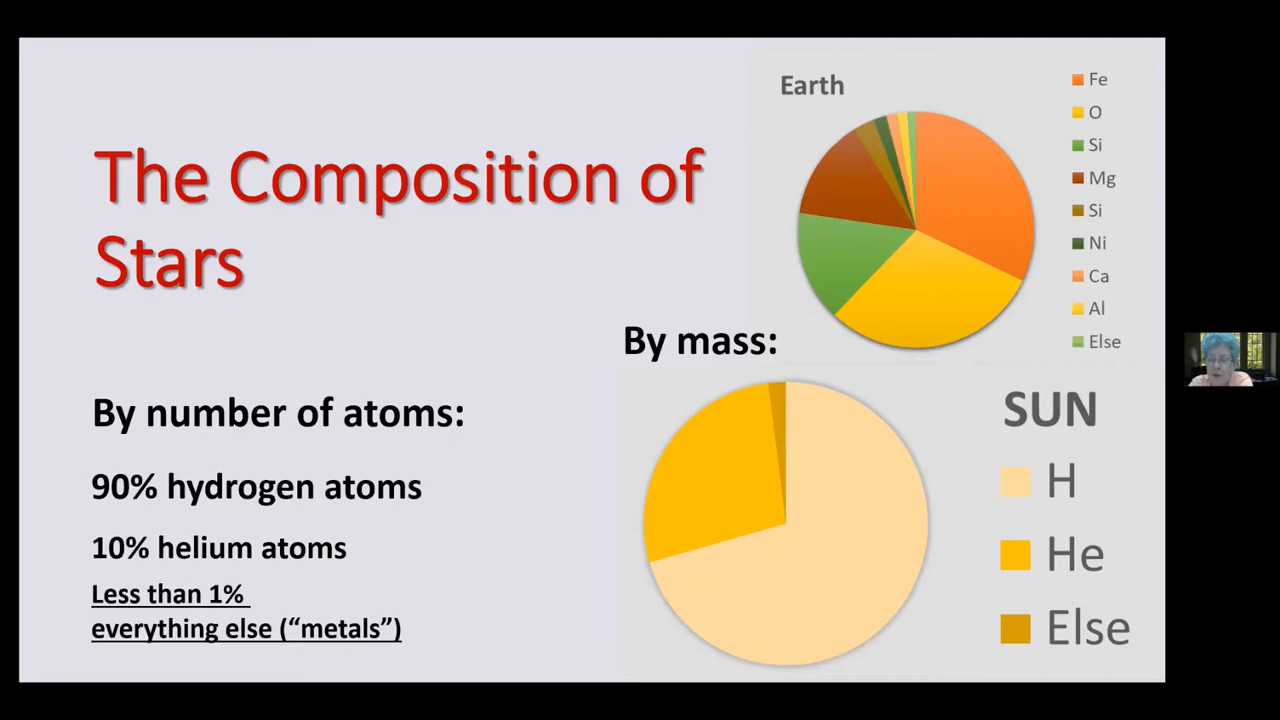 The Composition of
Stars
By number of atoms:
90% hydrogen atoms
10% helium atoms
Less than 1%
everything else (“metals”)
By mass:
Earth
Fe
O
Si
Mg
Si
Ni
Ca
Al
Else
SUN
H
He
Else